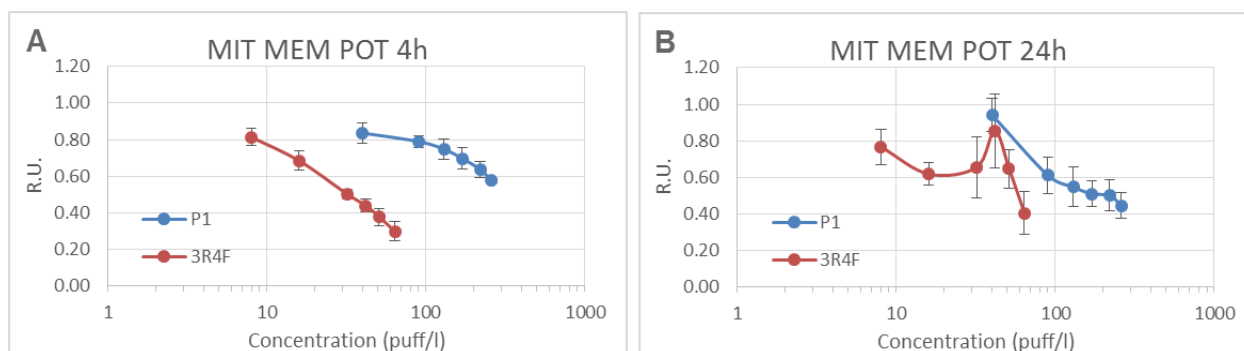 A
MIT MEM POT 4h
1.20
1.00
0.80
0.60
0.40
0.20
0.00
R.U.
P1
3R4F
1
10
100
1000
Concentration (puff/l)
B
MIT MEM POT 24h
1.20
1.00
0.80
0.60
0.40
0.20
0.00
R.U.
P1
3R4F
1
10
100
1000
Concentration (puff/l)